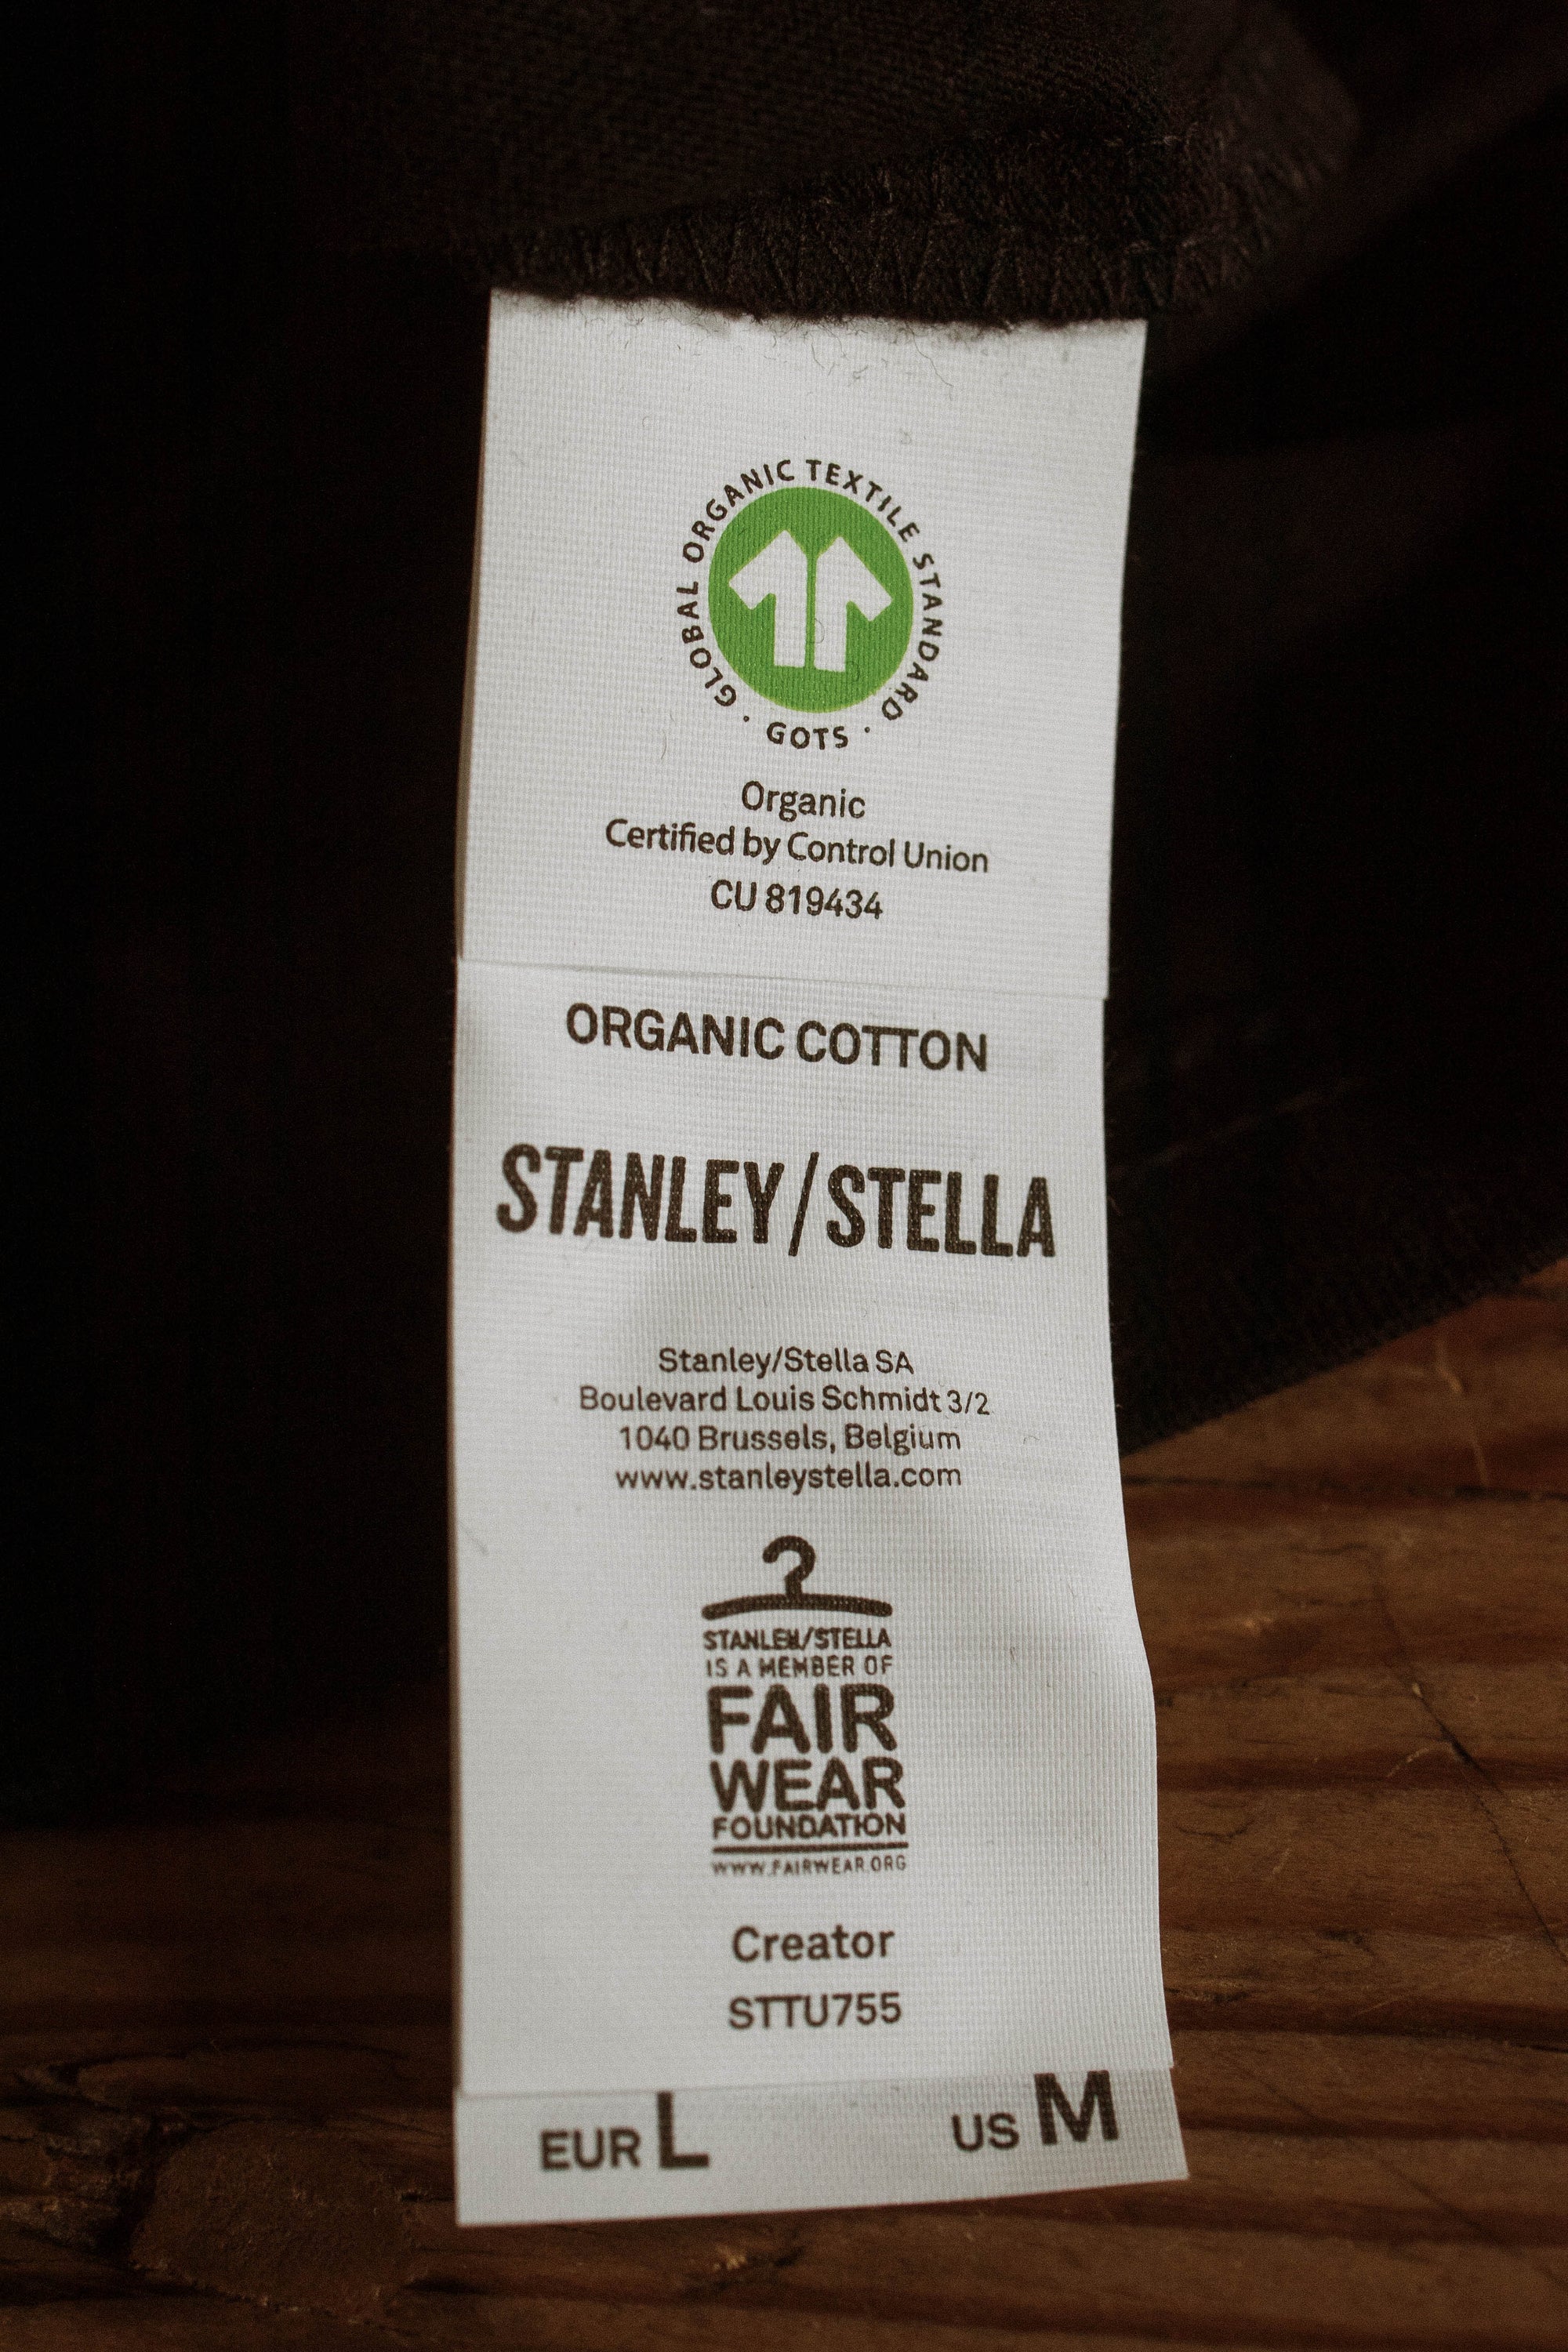 GLOBAL ORGANIC TEXTILE STANDARD · GOTS ·
Organic
Certified by Control Union
CU 819434
ORGANIC COTTON
STANLEY/STELLA
Stanley/Stella SA
Boulevard Louis Schmidt 3/2
1040 Brussels, Belgium
www.stanleystella.com
STANLEY/STELLA
IS A MEMBER OF
FAIR
WEAR
FOUNDATION
WWW.FAIRWEAR.ORG
Creator
STTU755
EUR L US M